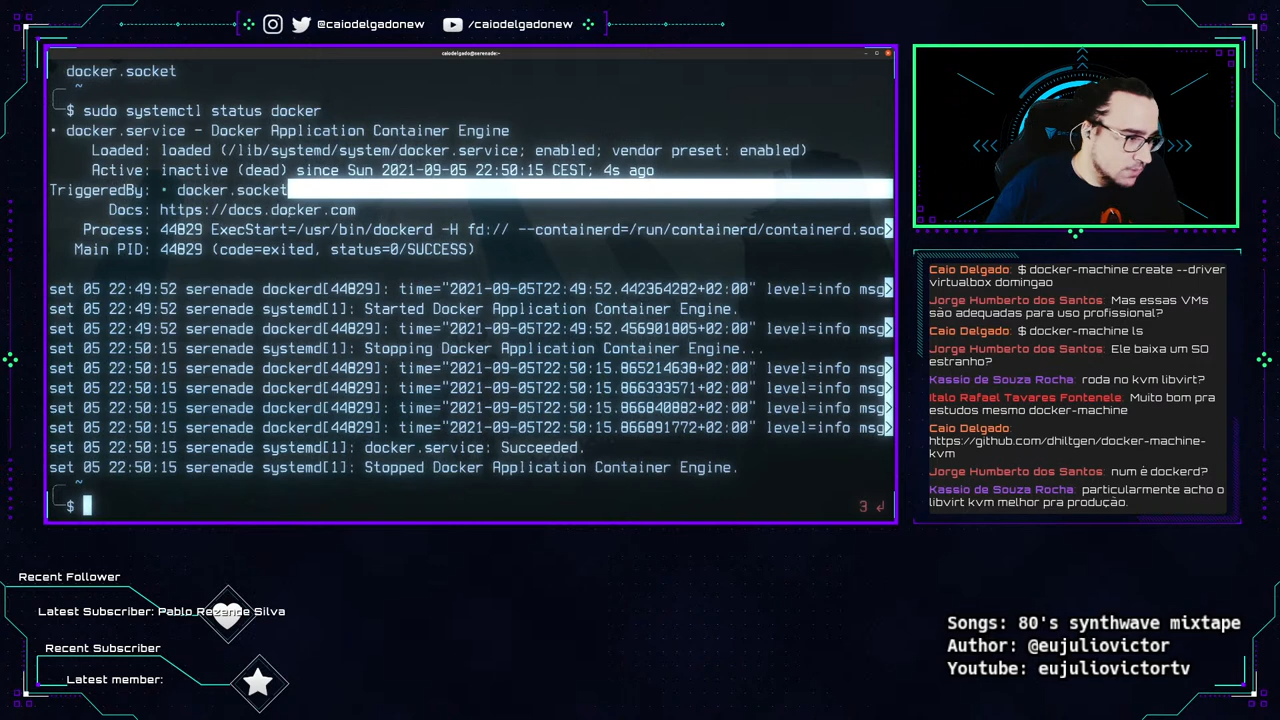 @caiodelgadonew
/caiodelgadonew
caiodelgado@serenade:~
docker.socket
~
$ sudo systemctl status docker
• docker.service - Docker Application Container Engine
Loaded: loaded (/lib/systemd/system/docker.service; enabled; vendor preset: enabled)
Active: inactive (dead) since Sun 2021-09-05 22:50:15 CEST; 4s ago
TriggeredBy: • docker.socket
Docs: https://docs.docker.com
Process: 44829 ExecStart=/usr/bin/dockerd -H fd:// --containerd=/run/containerd/containerd.soc>
Main PID: 44829 (code=exited, status=0/SUCCESS)
set 05 22:49:52 serenade dockerd[44829]: time="2021-09-05T22:49:52.442364282+02:00" level=info msg>
set 05 22:49:52 serenade systemd[1]: Started Docker Application Container Engine.
set 05 22:49:52 serenade dockerd[44829]: time="2021-09-05T22:49:52.456901805+02:00" level=info msg>
set 05 22:50:15 serenade systemd[1]: Stopping Docker Application Container Engine...
set 05 22:50:15 serenade dockerd[44829]: time="2021-09-05T22:50:15.865214638+02:00" level=info msg>
set 05 22:50:15 serenade dockerd[44829]: time="2021-09-05T22:50:15.866333571+02:00" level=info msg>
set 05 22:50:15 serenade dockerd[44829]: time="2021-09-05T22:50:15.866840882+02:00" level=info msg>
set 05 22:50:15 serenade dockerd[44829]: time="2021-09-05T22:50:15.866891772+02:00" level=info msg>
set 05 22:50:15 serenade systemd[1]: docker.service: Succeeded.
set 05 22:50:15 serenade systemd[1]: Stopped Docker Application Container Engine.
~
$
3 ↲
Caio Delgado: $ docker-machine create --driver
virtualbox domingao
Jorge Humberto dos Santos: Mas essas VMs
são adequadas para uso profissional?
Caio Delgado: $ docker-machine ls
Jorge Humberto dos Santos: Ele baixa um SO
estranho?
Kassio de Souza Rocha: roda no kvm libvirt?
Italo Rafael Tavares Fontenele: Muito bom pra
estudos mesmo docker-machine
Caio Delgado:
https://github.com/dhiltgen/docker-machine-
kvm
Jorge Humberto dos Santos: num é dockerd?
Kassio de Souza Rocha: particularmente acho o
libvirt kvm melhor pra produção.
Recent Follower
Latest Subscriber: Pablo Rezende Silva
Recent Subscriber
Latest member:
Songs: 80's synthwave mixtape
Author: @eujuliovictor
Youtube: eujuliovictortv